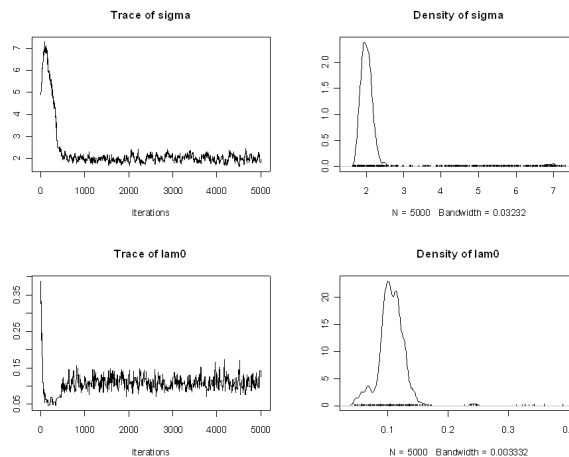 Trace of sigma
7
6
5
4
3
2
0 1000 2000 3000 4000 5000
Iterations
Density of sigma
2.0
1.5
1.0
0.5
0.0
2 3 4 5 6 7
N = 5000 Bandwidth = 0.03232
Trace of lam0
0.35
0.25
0.15
0.05
0 1000 2000 3000 4000 5000
Iterations
Density of lam0
20
15
10
5
0
0.1 0.2 0.3
N = 5000 Bandwidth = 0.003332